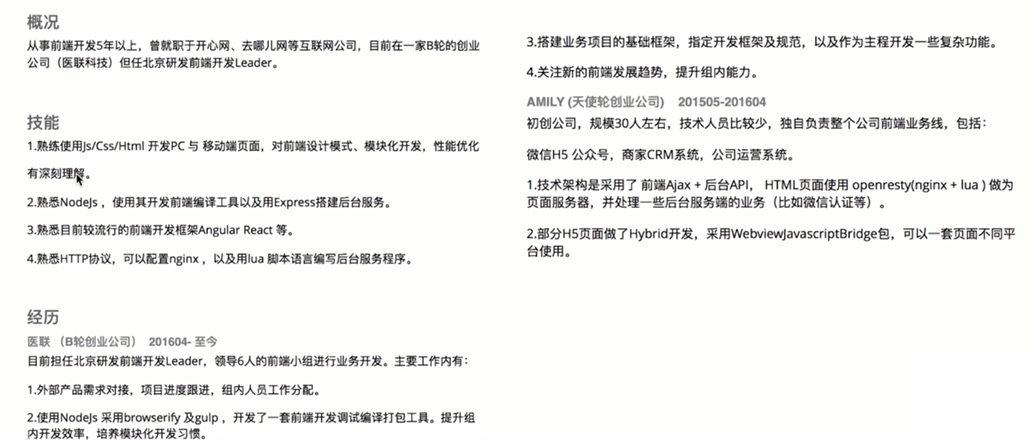 概况
从事前端开发5年以上，曾就职于开心网、去哪儿网等互联网公司，目前在一家B轮的创业
公司（医联科技）但任北京研发前端开发Leader。
技能
1.熟练使用Js/Css/Html 开发PC 与 移动端页面，对前端设计模式、模块化开发，性能优化
有深刻理解。
2.熟悉NodeJs ，使用其开发前端编译工具以及用Express搭建后台服务。
3.熟悉目前较流行的前端开发框架Angular React 等。
4.熟悉HTTP协议，可以配置nginx ，以及用lua 脚本语言编写后台服务程序。
经历
医联 （B轮创业公司） 201604- 至今
目前担任北京研发前端开发Leader，领导6人的前端小组进行业务开发。主要工作内有：
1.外部产品需求对接，项目进度跟进，组内人员工作分配。
2.使用NodeJs 采用browserify 及gulp ，开发了一套前端开发调试编译打包工具。提升组
内开发效率，培养模块化开发习惯。
3.搭建业务项目的基础框架，指定开发框架及规范，以及作为主程开发一些复杂功能。
4.关注新的前端发展趋势，提升组内能力。
AMILY (天使轮创业公司) 201505-201604
初创公司，规模30人左右，技术人员比较少，独自负责整个公司前端业务线，包括：
微信H5 公众号，商家CRM系统，公司运营系统。
1.技术架构是采用了 前端Ajax + 后台API， HTML页面使用 openresty(nginx + lua ) 做为
页面服务器，并处理一些后台服务端的业务（比如微信认证等）。
2.部分H5页面做了Hybrid开发，采用WebviewJavascriptBridge包，可以一套页面不同平
台使用。